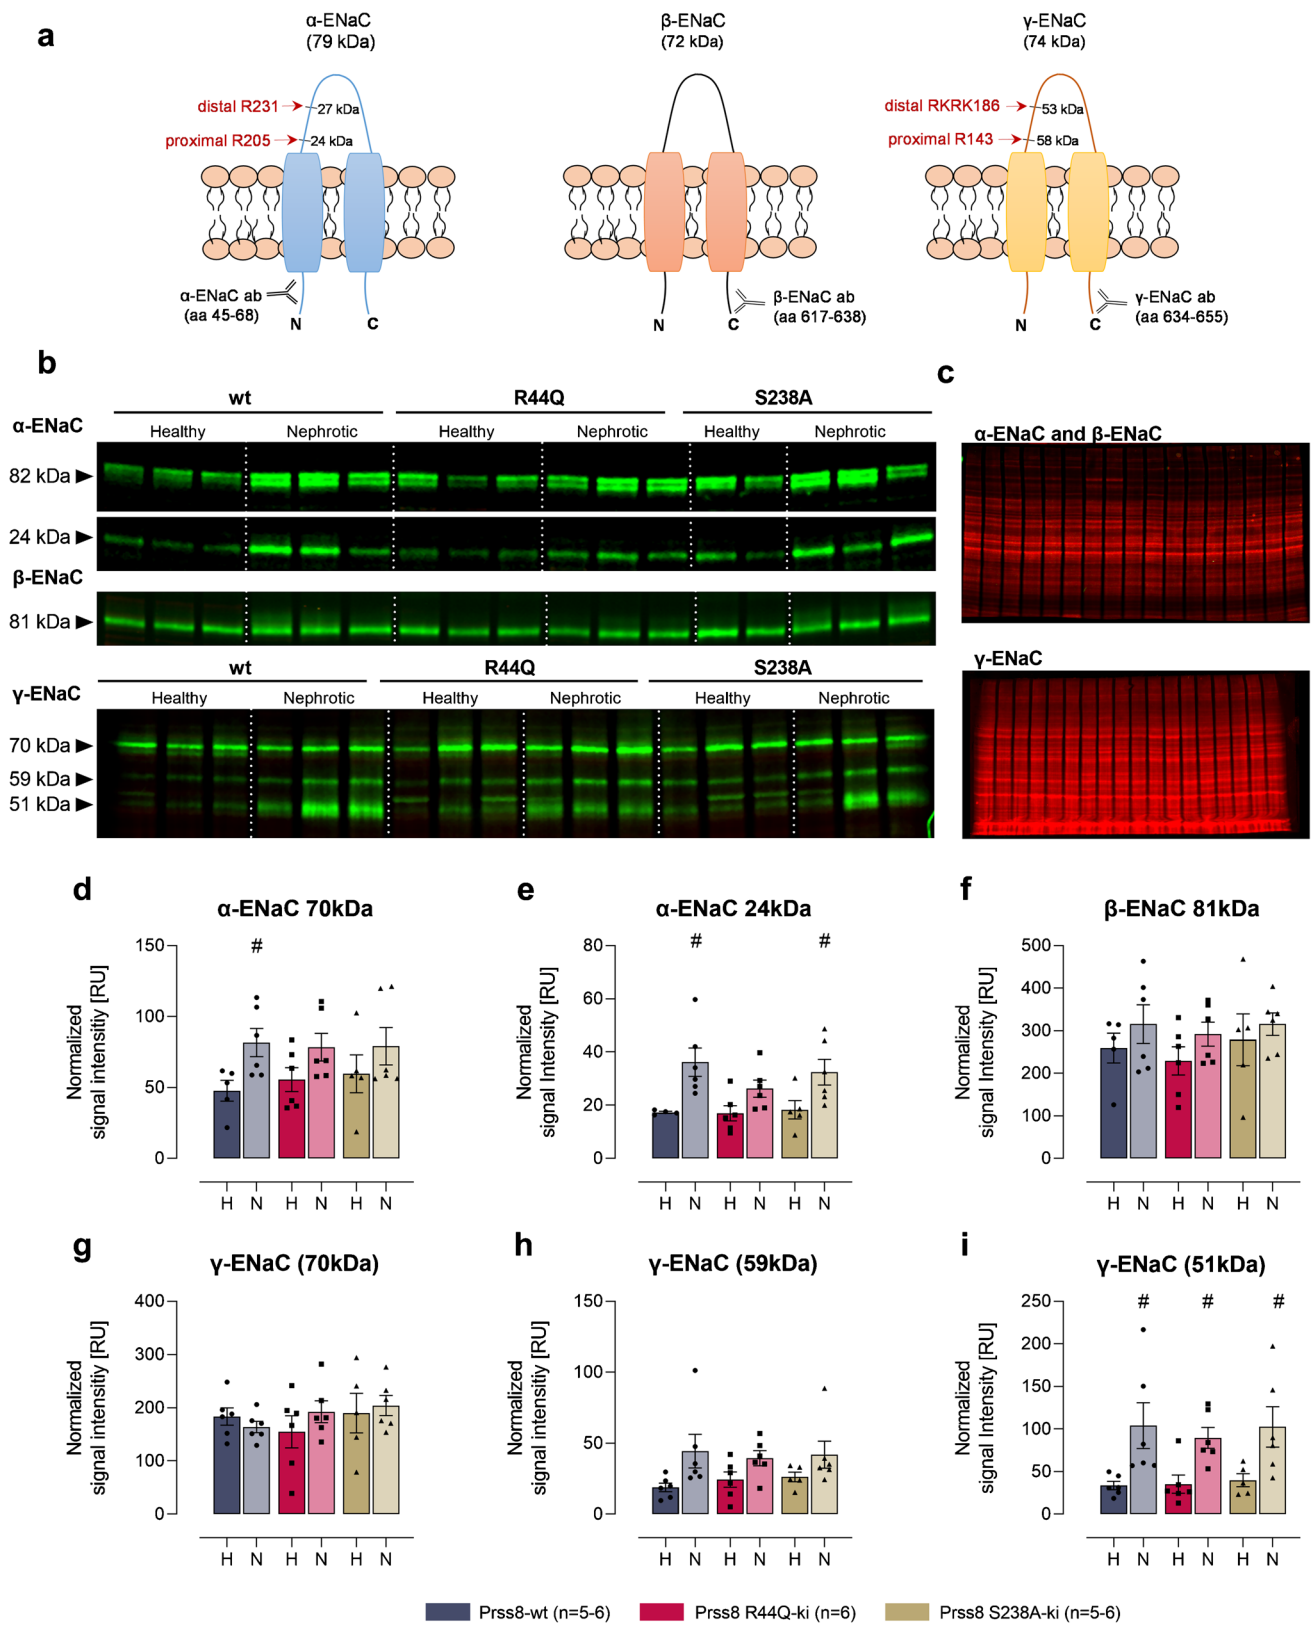 a
α-ENaC
(79 kDa)
β-ENaC
(72 kDa)
γ-ENaC
(74 kDa)
distal R231
27 kDa
proximal R205
24 kDa
distal RKRK186
53 kDa
proximal R143
58 kDa
α-ENaC ab
(aa 45-68)
N
C
β-ENaC ab
(aa 617-638)
N
C
γ-ENaC ab
(aa 634-655)
N
C
b
wt
R44Q
S238A
α-ENaC
Healthy
Nephrotic
Healthy
Nephrotic
Healthy
Nephrotic
82 kDa
24 kDa
β-ENaC
81 kDa
wt
R44Q
S238A
γ-ENaC
Healthy
Nephrotic
Healthy
Nephrotic
Healthy
Nephrotic
70 kDa
59 kDa
51 kDa
c
α-ENaC and β-ENaC
γ-ENaC
d
α-ENaC 70kDa
Normalized
signal intensitiy [RU]
150
100
50
0
#
H N H N H N
e
α-ENaC 24kDa
Normalized
signal Intensity [RU]
80
60
40
20
0
# #
H N H N H N
f
β-ENaC 81kDa
Normalized
signal Intensity [RU]
500
400
300
200
100
0
H N H N H N
g
γ-ENaC (70kDa)
Normalized
signal intensitiy [RU]
400
300
200
100
0
H N H N H N
h
γ-ENaC (59kDa)
Normalized
signal intensity [RU]
150
100
50
0
H N H N H N
i
γ-ENaC (51kDa)
Normalized
signal intensity [RU]
250
200
150
100
50
0
# # #
H N H N H N
Prss8-wt (n=5-6)
Prss8 R44Q-ki (n=6)
Prss8 S238A-ki (n=5-6)